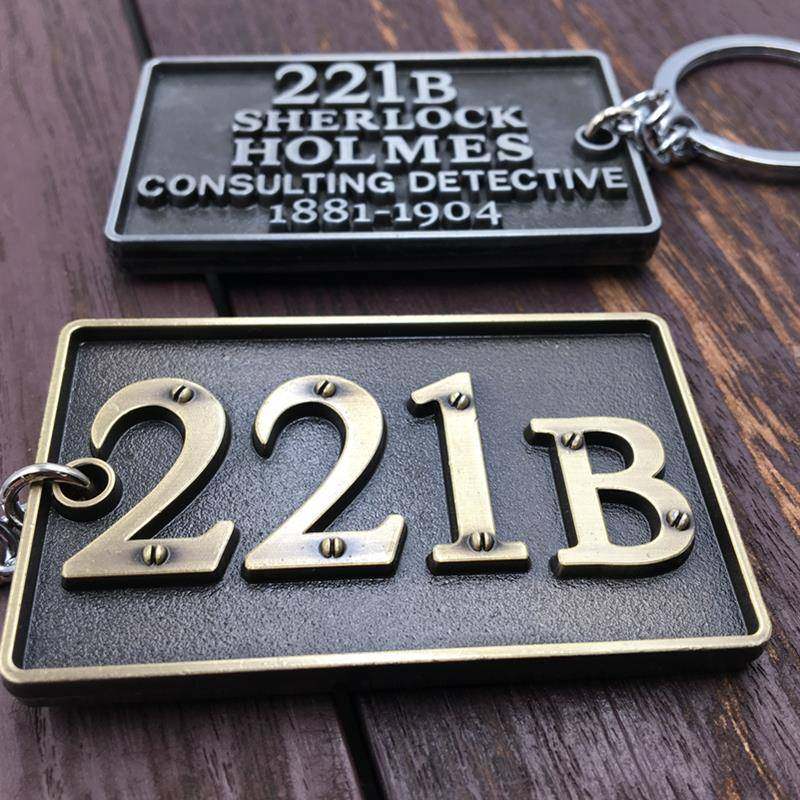 221B
SHERLOCK
HOLMES
CONSULTING DETECTIVE
1881-1904
221B